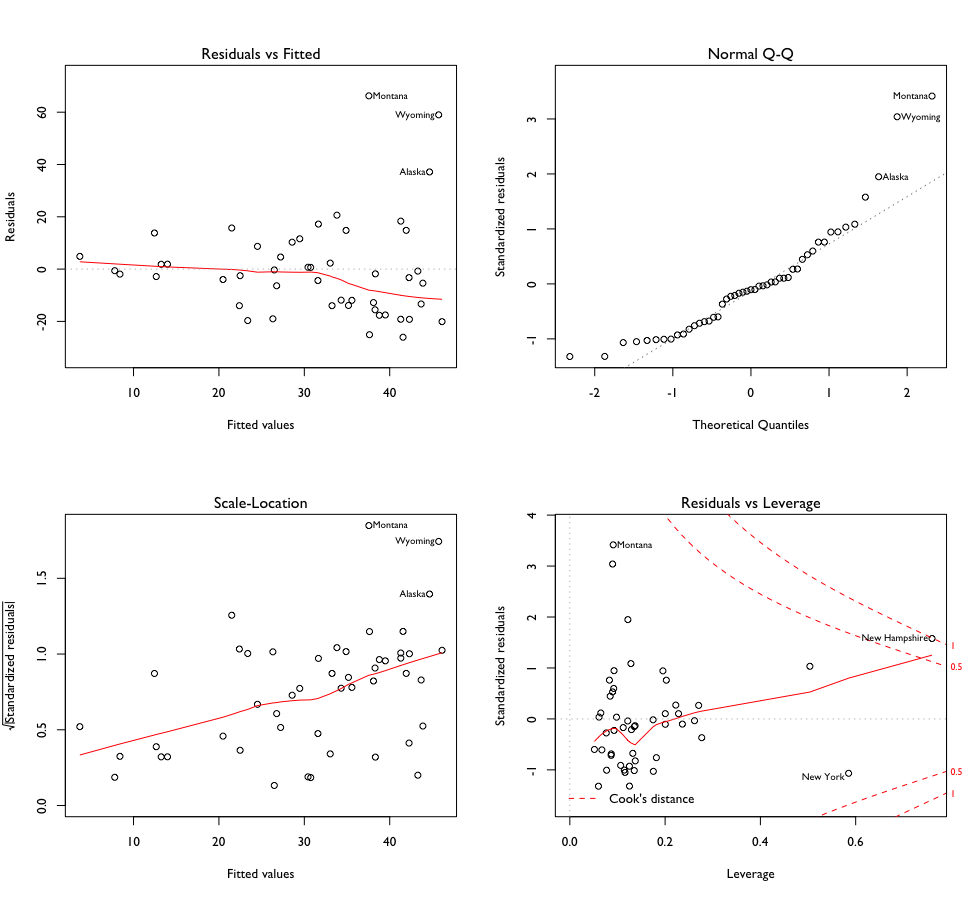 Residuals vs Fitted
Residuals
60
40
20
0
-20
Montana
Wyoming
Alaska
10
20
30
40
Fitted values
Normal Q-Q
Standardized residuals
3
2
1
0
-1
Montana
Wyoming
Alaska
-2
-1
0
1
2
Theoretical Quantiles
Scale-Location
√|Standardized residuals|
1.5
1.0
0.5
0.0
Montana
Wyoming
Alaska
10
20
30
40
Fitted values
Residuals vs Leverage
Standardized residuals
4
3
2
1
0
-1
Montana
New Hampshire
New York
1
0.5
0.5
1
Cook's distance
0.0
0.2
0.4
0.6
Leverage